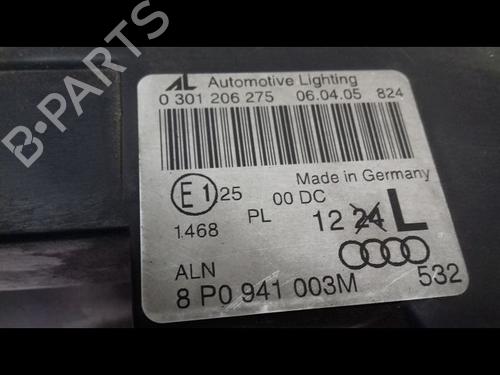 B-PARTS
AL Automotive Lighting
0 301 206 275 06.04.05 824
Made in Germany
E1 25 00 DC
1468 PL 12 24 L
ALN
8 P0 941 003M 532